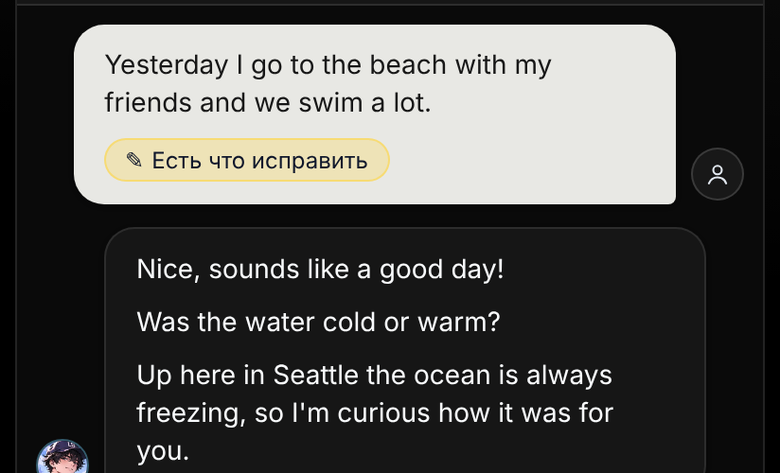 Yesterday I go to the beach with my
friends and we swim a lot.
✎ Есть что исправить
Nice, sounds like a good day!
Was the water cold or warm?
Up here in Seattle the ocean is always
freezing, so I'm curious how it was for
you.